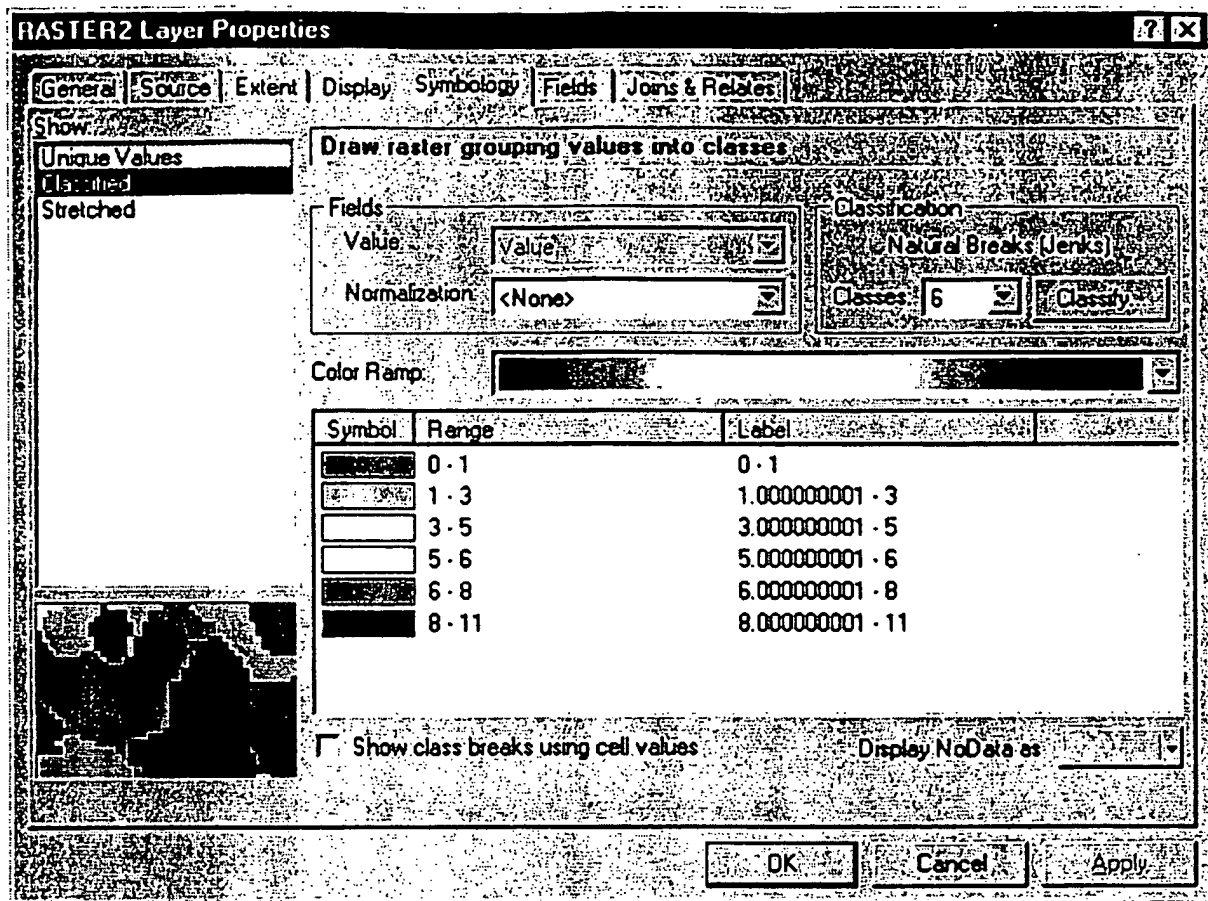 RASTER2 Layer Properties
General Source Extent Display Symbology Fields Joins & Relates
Show:
Unique Values
Classified
Stretched
Draw raster grouping values into classes
Fields
Value
Value
Normalization
<None>
Classification
Natural Breaks (Jenks)
Classes 6 Classify
Color Ramp:
Symbol Range Label
0 - 1 0 - 1
1 - 3 1.000000001 - 3
3 - 5 3.000000001 - 5
5 - 6 5.000000001 - 6
6 - 8 6.000000001 - 8
8 - 11 8.000000001 - 11
Show class breaks using cell values
Display NoData as
OK Cancel Apply